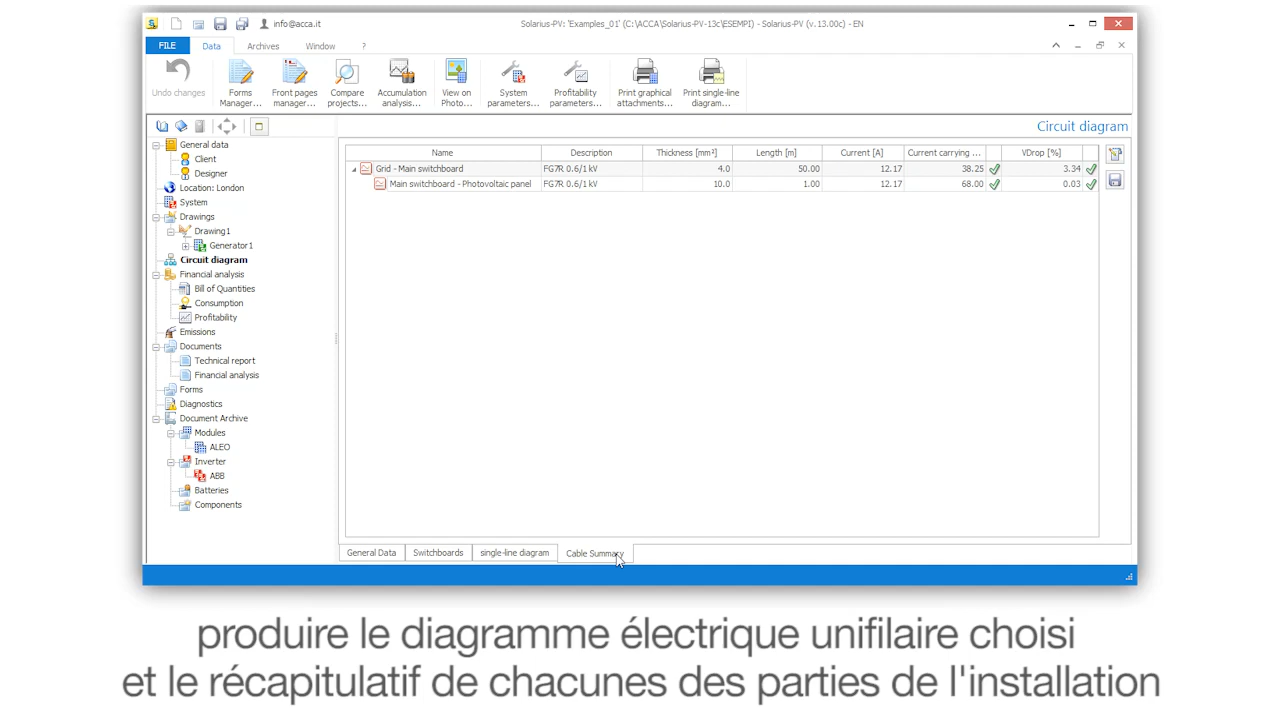 info@acca.it
Solarius-PV: 'Examples_01' (C:\ACCA\Solarius-PV-13c\ESEMPI) - Solarius-PV (v.13.00c) - EN
FILE Data Archives Window ?
Undo changes
Forms Manager...
Front pages manager...
Compare projects...
Accumulation analysis...
View on Photo...
System parameters...
Profitability parameters...
Print graphical attachments...
Print single-line diagram...
Circuit diagram
General data
Client
Designer
Location: London
System
Drawings
Drawing1
Generator1
Circuit diagram
Financial analysis
Bill of Quantities
Consumption
Profitability
Emissions
Documents
Technical report
Financial analysis
Forms
Diagnostics
Document Archive
Modules
ALEO
Inverter
ABB
Batteries
Components
Name Description Thickness [mm²] Length [m] Current [A] Current carrying ... VDrop [%]
Grid - Main switchboard FG7R 0.6/1 kV 4.0 50.00 12.17 38.25 3.34
Main switchboard - Photovoltaic panel FG7R 0.6/1 kV 10.0 1.00 12.17 68.00 0.03
General Data Switchboards single-line diagram Cable Summary
produire le diagramme électrique unifilaire choisi
et le récapitulatif de chacunes des parties de l'installation